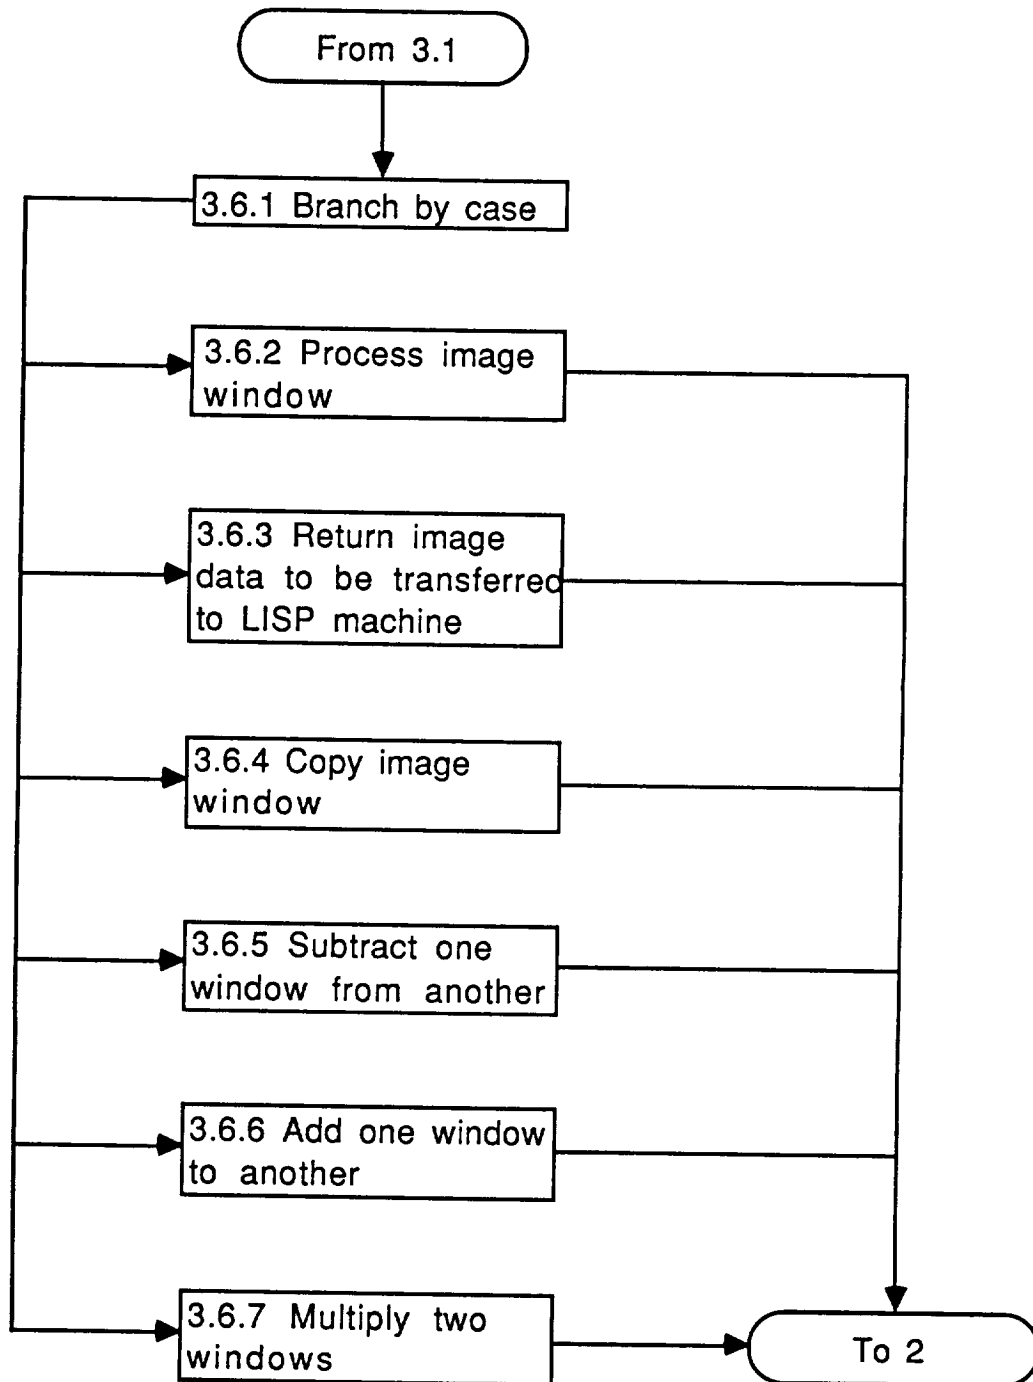 From 3.1
3.6.1 Branch by case
3.6.2 Process image
window
3.6.3 Return image
data to be transferred
to LISP machine
3.6.4 Copy image
window
3.6.5 Subtract one
window from another
3.6.6 Add one window
to another
3.6.7 Multiply two
windows
To 2